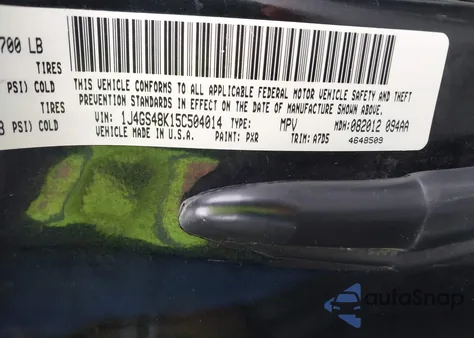 700 LB
TIRES
PSI) COLD
THIS VEHICLE CONFORMS TO ALL APPLICABLE FEDERAL MOTOR VEHICLE SAFETY AND THEFT
PREVENTION STANDARDS IN EFFECT ON THE DATE OF MANUFACTURE SHOWN ABOVE.
TIRES
PSI) COLD
VIN: 1J4GS48K15C504014 TYPE: MPV MDH: 082012 094AA
VEHICLE MADE IN U.S.A. PAINT: PXR TRIM: A7D5 4648509
autoSnap